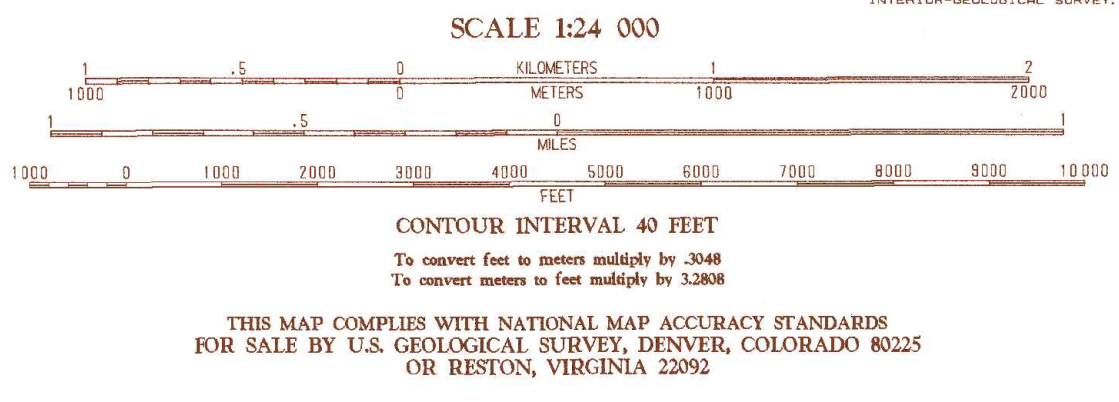 INTERIOR-GEOLOGICAL SURVEY,
SCALE 1:24 000
1 .5 0 KILOMETERS 1 2
1000 0 METERS 1000 2000
1 .5 0 1
MILES
1000 0 1000 2000 3000 4000 5000 6000 7000 8000 9000 10 000
FEET
CONTOUR INTERVAL 40 FEET
To convert feet to meters multiply by .3048
To convert meters to feet multiply by 3.2808
THIS MAP COMPLIES WITH NATIONAL MAP ACCURACY STANDARDS
FOR SALE BY U.S. GEOLOGICAL SURVEY, DENVER, COLORADO 80225
OR RESTON, VIRGINIA 22092